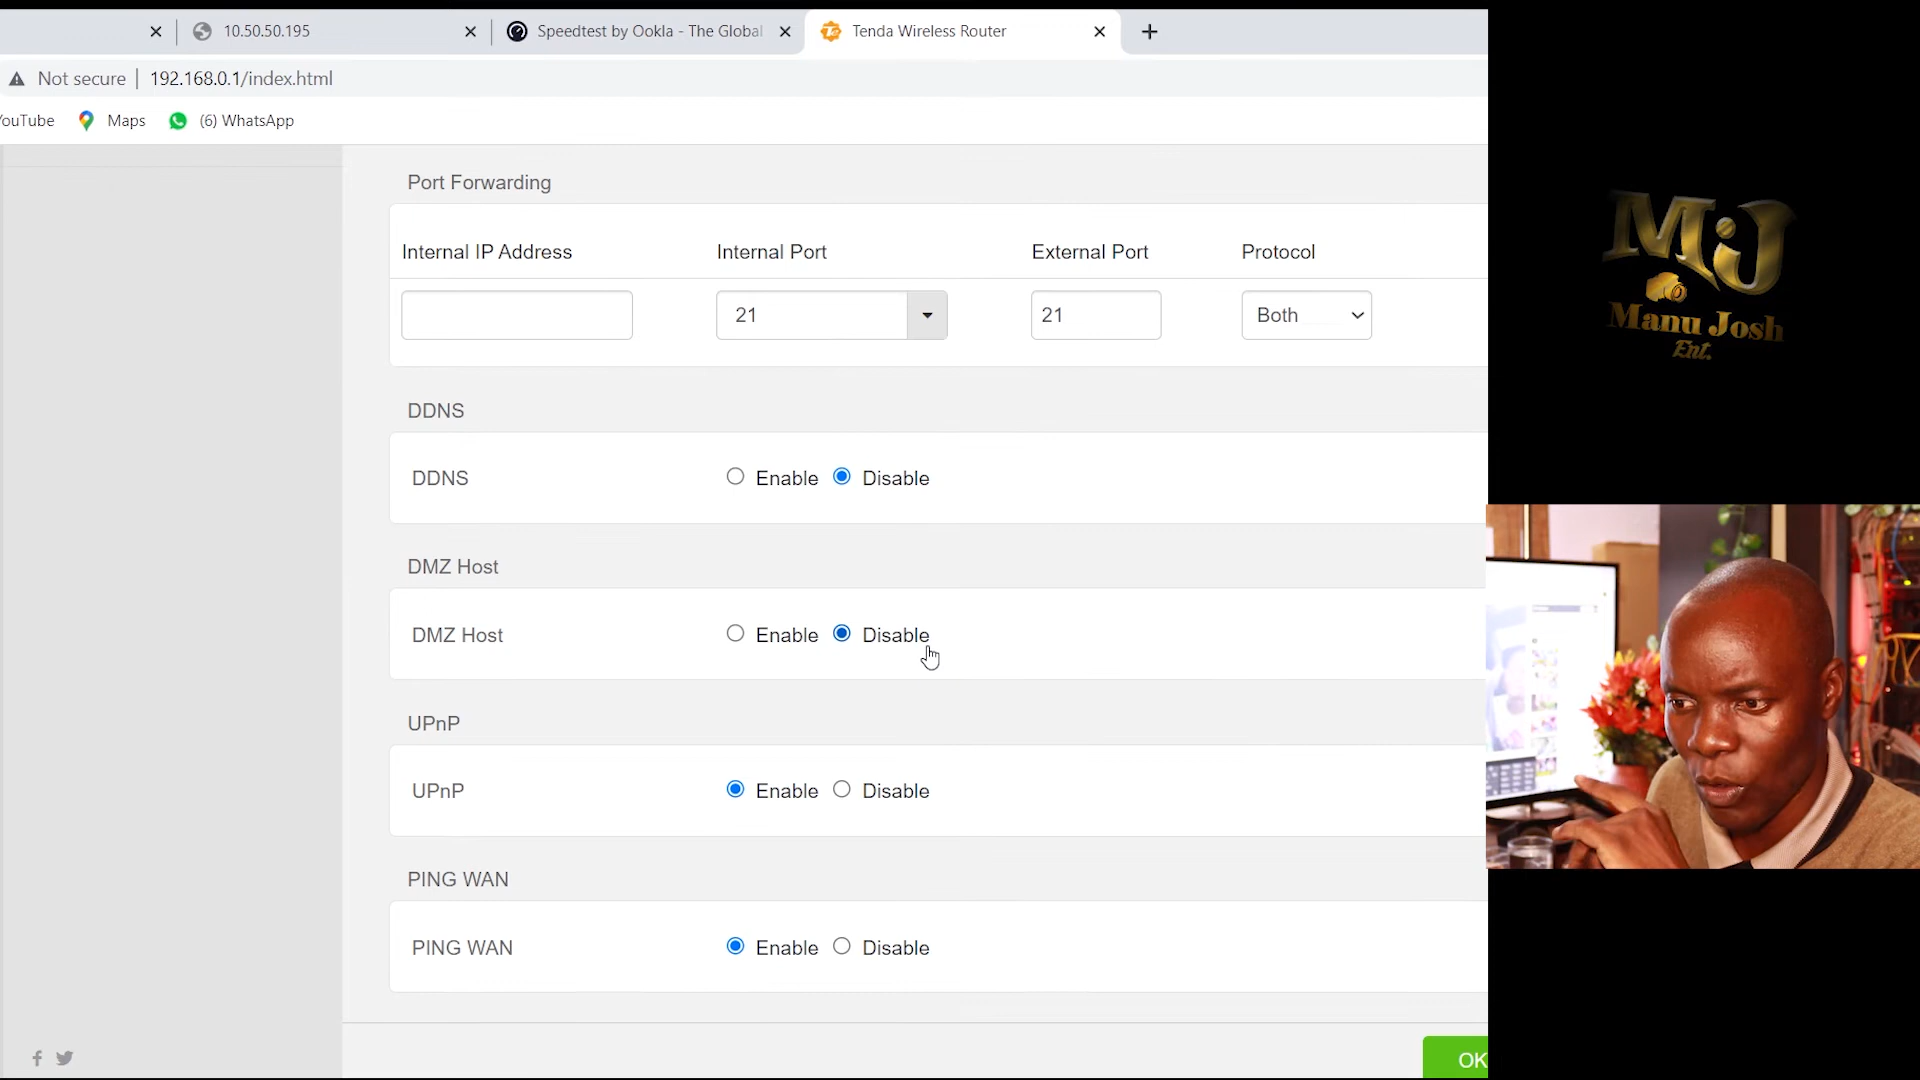 10.50.50.195
Speedtest by Ookla - The Global
Tenda Wireless Router
Not secure
192.168.0.1/index.html
YouTube
Maps
(6) WhatsApp
Port Forwarding
Internal IP Address
Internal Port
External Port
Protocol
21
21
Both
DDNS
DDNS
Enable
Disable
DMZ Host
DMZ Host
Enable
Disable
UPnP
UPnP
Enable
Disable
PING WAN
PING WAN
Enable
Disable
OK
MJ
Manu Josh
Ent.